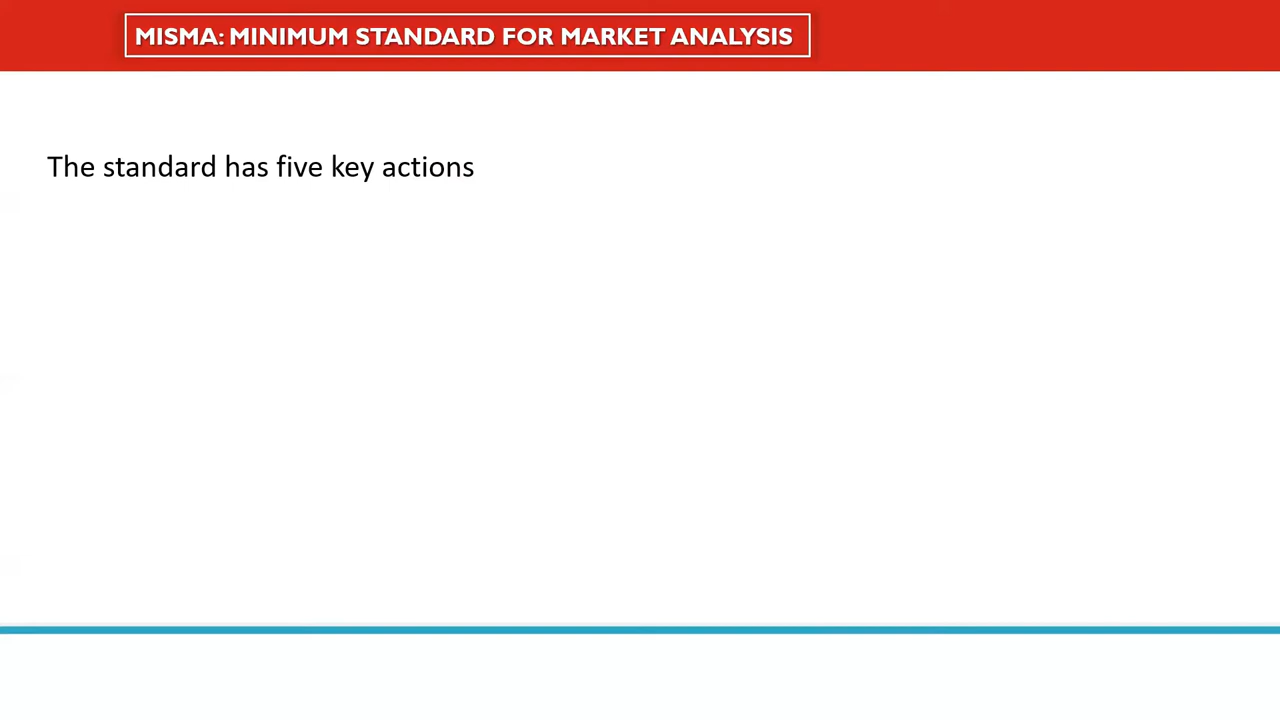 MISMA: MINIMUM STANDARD FOR MARKET ANALYSIS
The standard has five key actions